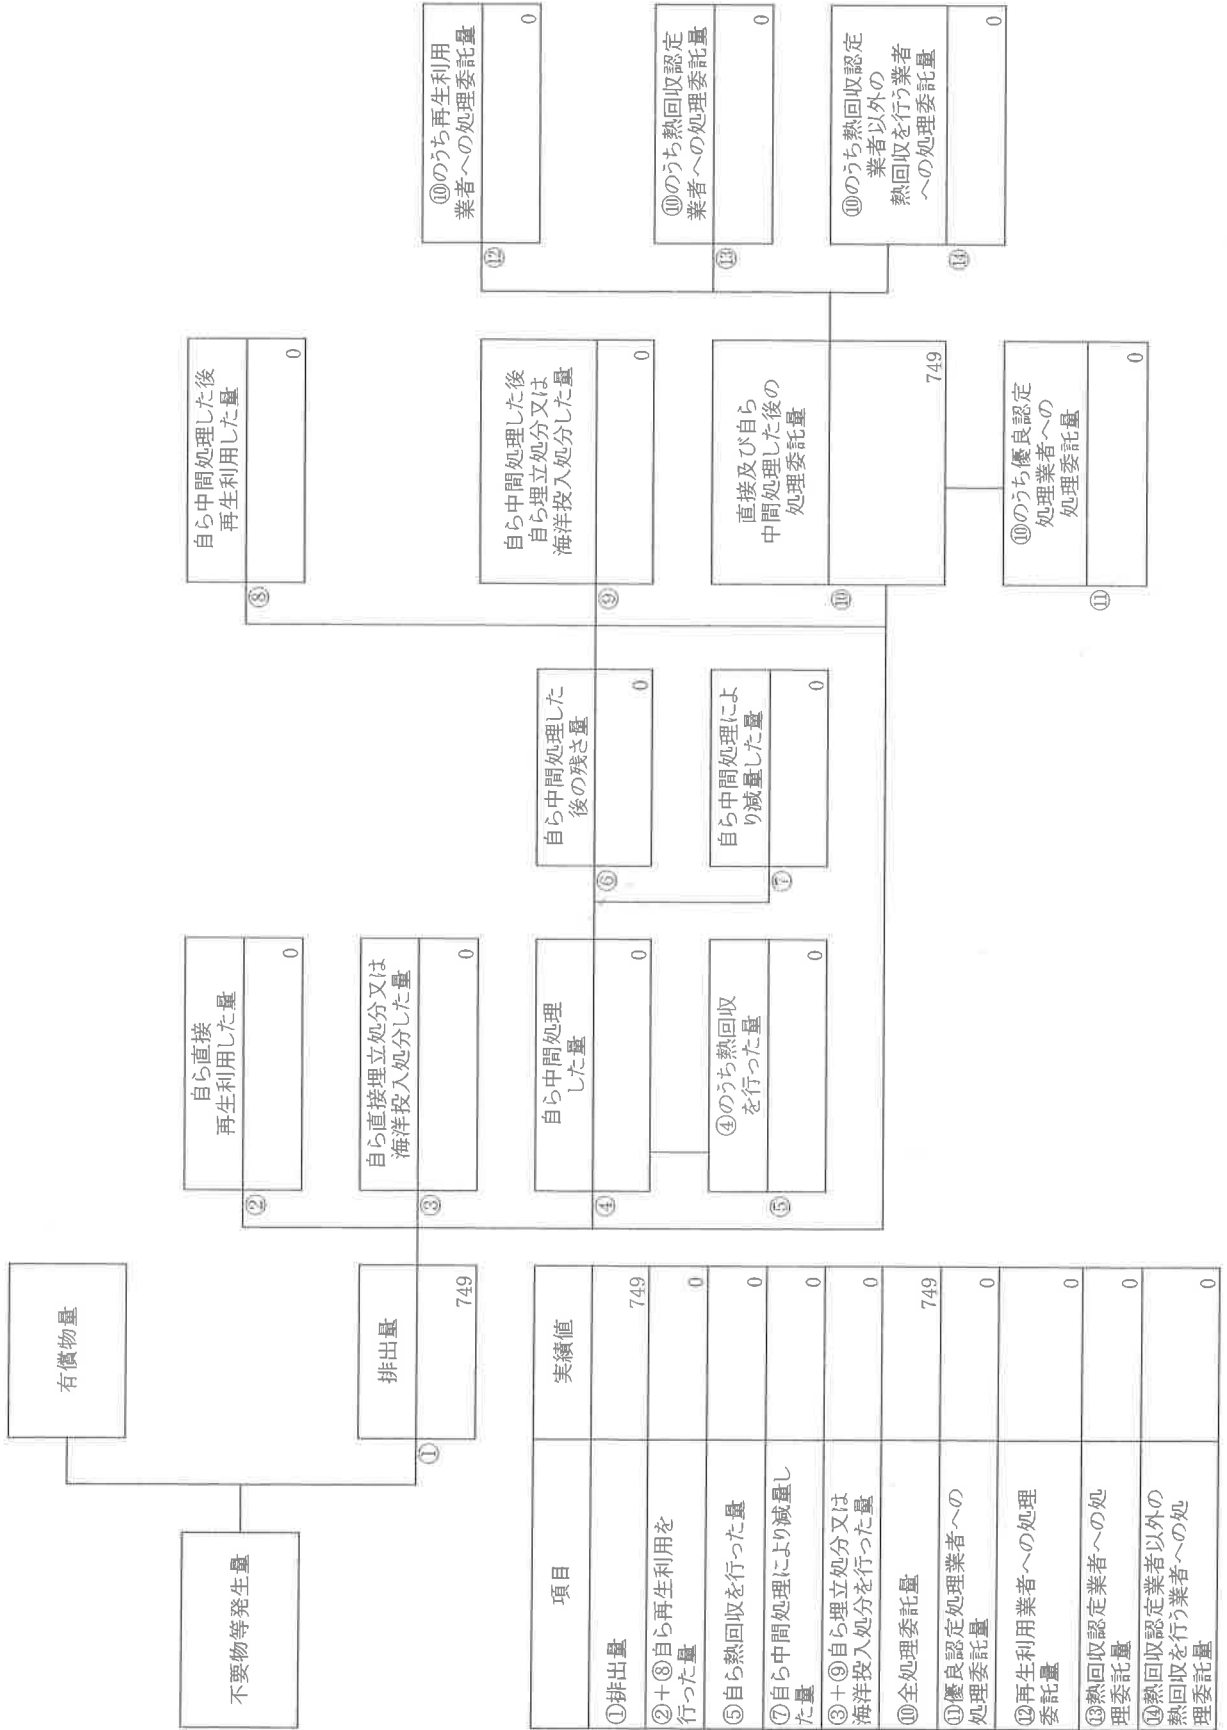 不要物等発生量
有償物量
①
排出量
749
②
自ら直接
再生利用した量
0
③
自ら直接埋立処分又は
海洋投入処分した量
0
④
自ら中間処理
した量
0
⑤
④のうち熱回収
を行った量
0
⑥
自ら中間処理した
後の残さ量
0
⑦
自ら中間処理によ
り減量した量
0
⑧
自ら中間処理した後
再生利用した量
0
⑨
自ら中間処理した後
自ら埋立処分又は
海洋投入処分した量
0
⑩
直接及び自ら
中間処理した後の
処理委託量
749
⑪
⑩のうち優良認定
処理業者への
処理委託量
0
⑫
⑩のうち再生利用
業者への処理委託量
0
⑬
⑩のうち熱回収認定
業者への処理委託量
0
⑭
⑩のうち熱回収認定
業者以外の
熱回収を行う業者
への処理委託量
0
項目
実績値
①排出量
749
②+⑧自ら再生利用を
行った量
0
⑤自ら熱回収を行った量
0
⑦自ら中間処理により減量し
た量
0
③+⑨自ら埋立処分又は
海洋投入処分を行った量
0
⑩全処理委託量
749
⑪優良認定処理業者への
処理委託量
0
⑫再生利用業者への処理
委託量
0
⑬熱回収認定業者への処
理委託量
0
⑭熱回収認定業者以外の
熱回収を行う業者への処
理委託量
0